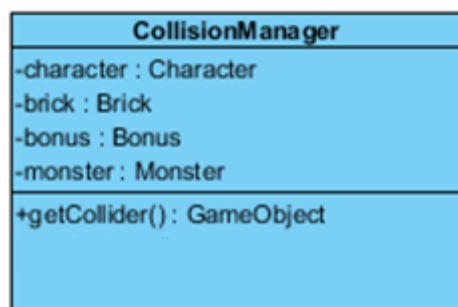 CollisionManager
-character : Character
-brick : Brick
-bonus : Bonus
-monster : Monster
+getCollider() : GameObject